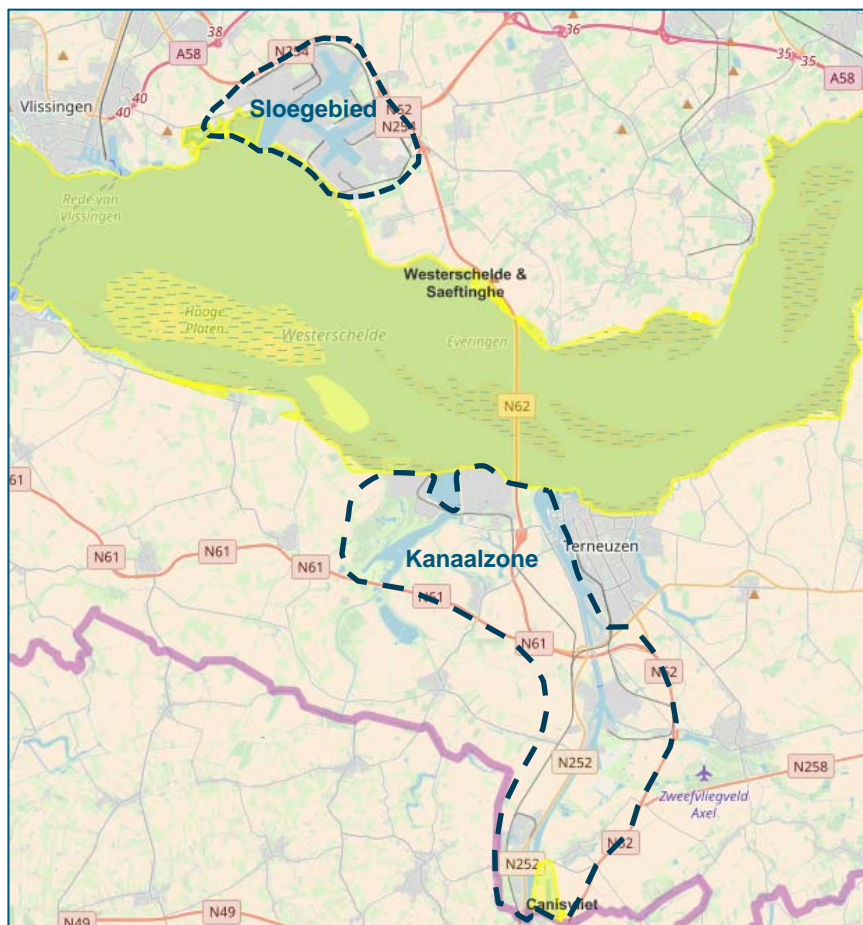 38
36
N254
A58
35
35
A58
Vlissingen
40
40
Sloegebied
N62
N254
Rede van
Vlissingen
Westerschelde &
Saeftinghe
Hooge
Platen
Westerschelde
Everingen
N62
N61
N61
N61
Kanaalzone
Terneuzen
N61
N61
N62
N252
N258
Zweefvliegveld
Axel
N62
N252
Canisvliet
N49
N49